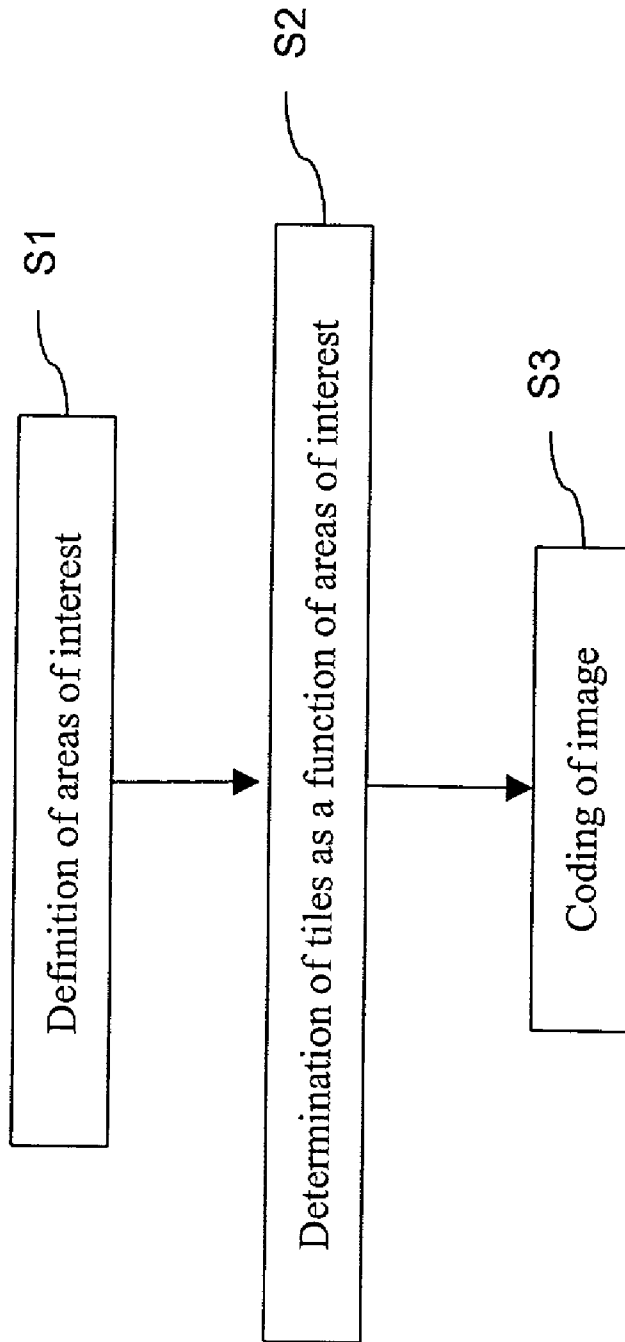 Definition of areas of interest
S1
Determination of tiles as a function of areas of interest
S2
Coding of image
S3